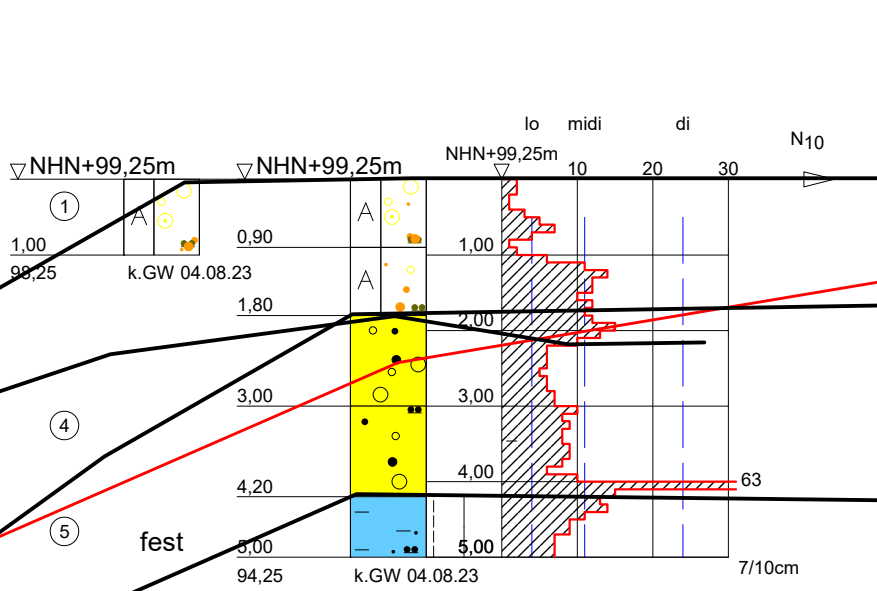 lo midi di
N10
NHN+99,25m NHN+99,25m NHN+99,25m
10 20 30
1 A A
0,90
1,00 1,00
98,25 k.GW 04.08.23 A
1,80
2,00
3,00 3,00
4
4,00 63
4,20
5
fest
5,00 5,00
94,25 k.GW 04.08.23 7/10cm